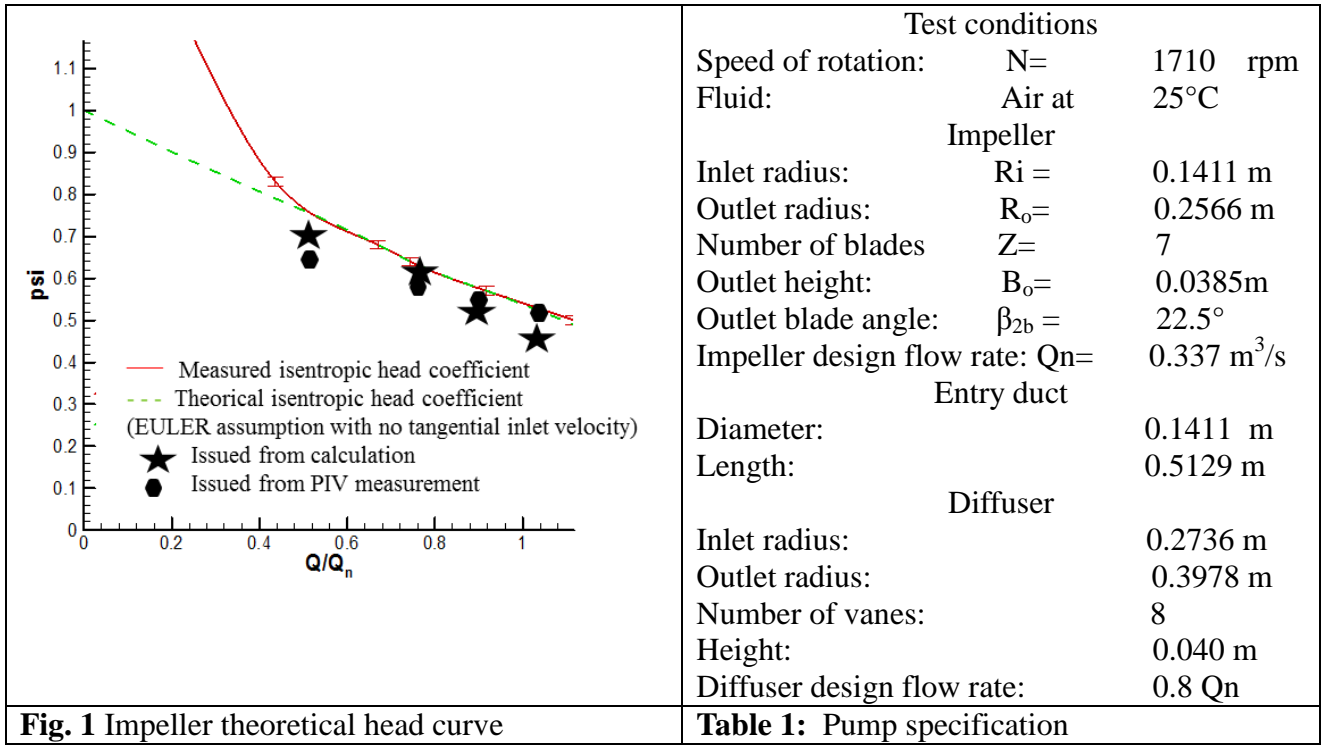 1.1
1
0.9
0.8
0.7
0.6
0.5
0.4
0.3
0.2
0.1
0
psi
0 0.2 0.4 0.6 0.8 1
Q/Qn
Measured isentropic head coefficient
Theorical isentropic head coefficient
(EULER assumption with no tangential inlet velocity)
Issued from calculation
Issued from PIV measurement
Fig. 1 Impeller theoretical head curve
Test conditions
Speed of rotation: N= 1710 rpm
Fluid: Air at 25°C
Impeller
Inlet radius: Ri = 0.1411 m
Outlet radius: Ro= 0.2566 m
Number of blades Z= 7
Outlet height: Bo= 0.0385m
Outlet blade angle: β2b = 22.5°
Impeller design flow rate: Qn= 0.337 m³/s
Entry duct
Diameter: 0.1411 m
Length: 0.5129 m
Diffuser
Inlet radius: 0.2736 m
Outlet radius: 0.3978 m
Number of vanes: 8
Height: 0.040 m
Diffuser design flow rate: 0.8 Qn
Table 1: Pump specification